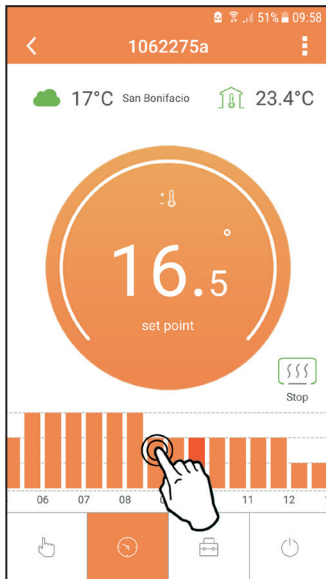 51% 09:58
1062275a
17°C San Bonifacio 23.4°C
16.5°
set point
Stop
06 07 08 11 12